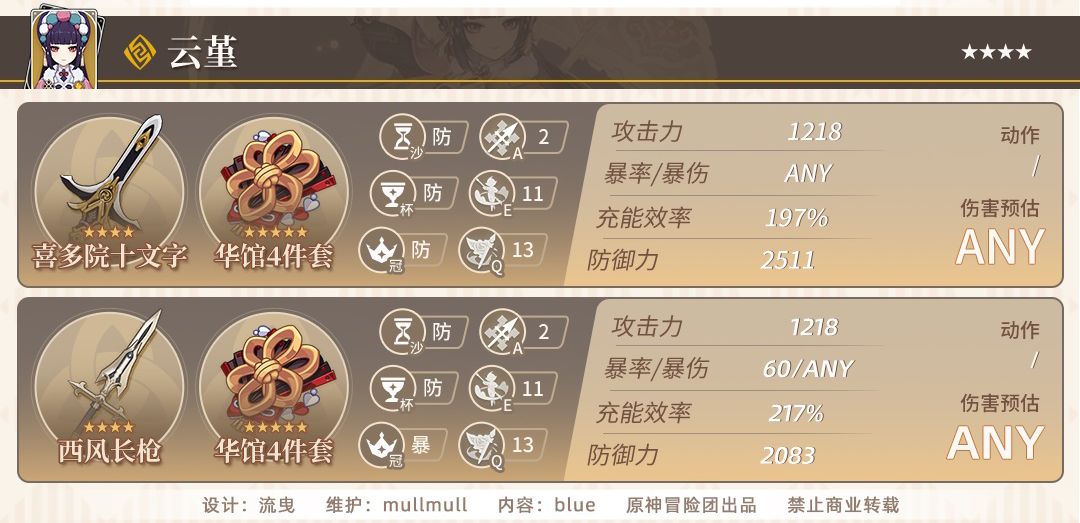 云堇
★★★★
喜多院十文字
华馆4件套
沙 防
A 2
杯 防
E 11
冠 防
Q 13
攻击力 1218
暴率/暴伤 ANY
充能效率 197%
防御力 2511
动作
/
伤害预估
ANY
西风长枪
华馆4件套
沙 防
A 2
杯 防
E 11
冠 暴
Q 13
攻击力 1218
暴率/暴伤 60/ANY
充能效率 217%
防御力 2083
动作
/
伤害预估
ANY
设计：流曳 维护：mullmull 内容：blue 原神冒险团出品 禁止商业转载